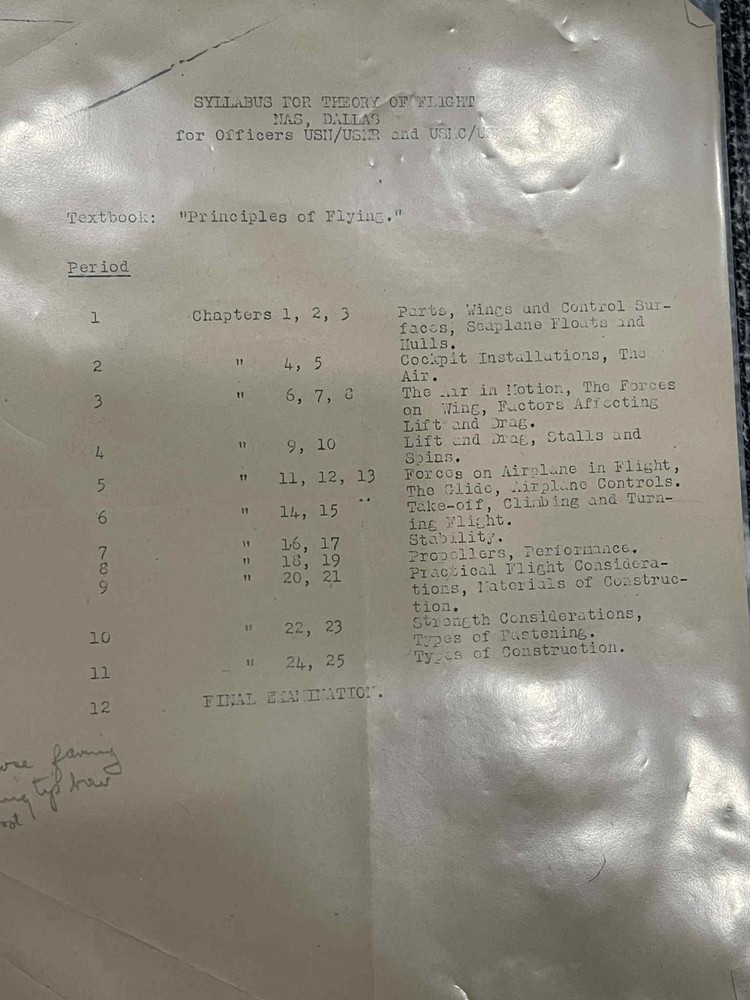 SYLLABUS FOR THEORY OF FLIGHT
NAS, DALLAS
for Officers USN/USNR and USMC/
Textbook: "Principles of Flying."
Period
1 Chapters 1, 2, 3 Parts, Wings and Control Sur-
faces, Seaplane Floats and
Hulls.
2 " 4, 5 Cockpit Installations, The
Air.
3 " 6, 7, 8 The Air in Motion, The Forces
on Wing, Factors Affecting
Lift and Drag.
4 " 9, 10 Lift and Drag, Stalls and
Spins.
5 " 11, 12, 13 Forces on Airplane in Flight,
The Glide, Airplane Controls.
6 " 14, 15 Take-off, Climbing and Turn-
ing Flight.
7 " 16, 17 Stability.
8 " 18, 19 Propellers, Performance.
9 " 20, 21 Practical Flight Considera-
tions, Materials of Construc-
tion.
10 " 22, 23 Strength Considerations,
Types of Fastening.
11 " 24, 25 Types of Construction.
12 FINAL EXAMINATION.
tip